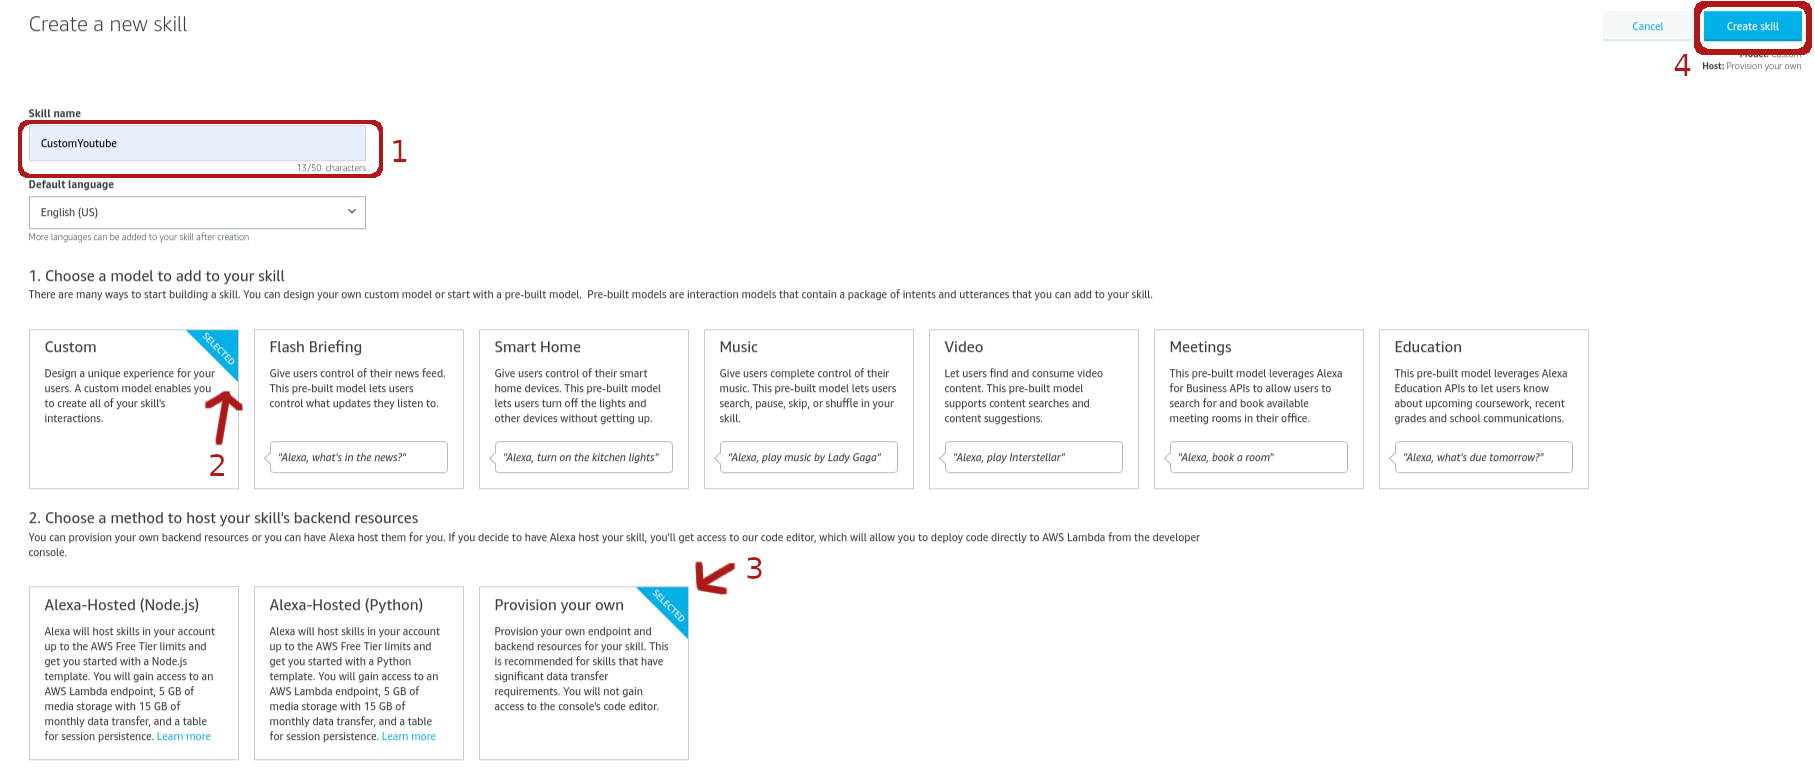 Create a new skill
Cancel
Create skill
4
Model: Custom
Host: Provision your own
Skill name
CustomYoutube
1
13/50 characters
Default language
English (US)
More languages can be added to your skill after creation
1. Choose a model to add to your skill
There are many ways to start building a skill. You can design your own custom model or start with a pre-built model. Pre-built models are interaction models that contain a package of intents and utterances that you can add to your skill.
Custom
SELECTED
Design a unique experience for your
users. A custom model enables you
to create all of your skill's
interactions.
2
Flash Briefing
Give users control of their news feed.
This pre-built model lets users
control what updates they listen to.
"Alexa, what's in the news?"
Smart Home
Give users control of their smart
home devices. This pre-built model
lets users turn off the lights and
other devices without getting up.
"Alexa, turn on the kitchen lights"
Music
Give users complete control of their
music. This pre-built model lets users
search, pause, skip, or shuffle in your
skill.
"Alexa, play music by Lady Gaga"
Video
Let users find and consume video
content. This pre-built model
supports content searches and
content suggestions.
"Alexa, play Interstellar"
Meetings
This pre-built model leverages Alexa
for Business APIs to allow users to
search for and book available
meeting rooms in their office.
"Alexa, book a room"
Education
This pre-built model leverages Alexa
Education APIs to let users know
about upcoming coursework, recent
grades and school communications.
"Alexa, what's due tomorrow?"
2. Choose a method to host your skill's backend resources
You can provision your own backend resources or you can have Alexa host them for you. If you decide to have Alexa host your skill, you'll get access to our code editor, which will allow you to deploy code directly to AWS Lambda from the developer
console.
Alexa-Hosted (Node.js)
Alexa will host skills in your account
up to the AWS Free Tier limits and
get you started with a Node.js
template. You will gain access to an
AWS Lambda endpoint, 5 GB of
media storage with 15 GB of
monthly data transfer, and a table
for session persistence. Learn more
Alexa-Hosted (Python)
Alexa will host skills in your account
up to the AWS Free Tier limits and
get you started with a Python
template. You will gain access to an
AWS Lambda endpoint, 5 GB of
media storage with 15 GB of
monthly data transfer, and a table
for session persistence. Learn more
Provision your own
SELECTED
3
Provision your own endpoint and
backend resources for your skill. This
is recommended for skills that have
significant data transfer
requirements. You will not gain
access to the console's code editor.